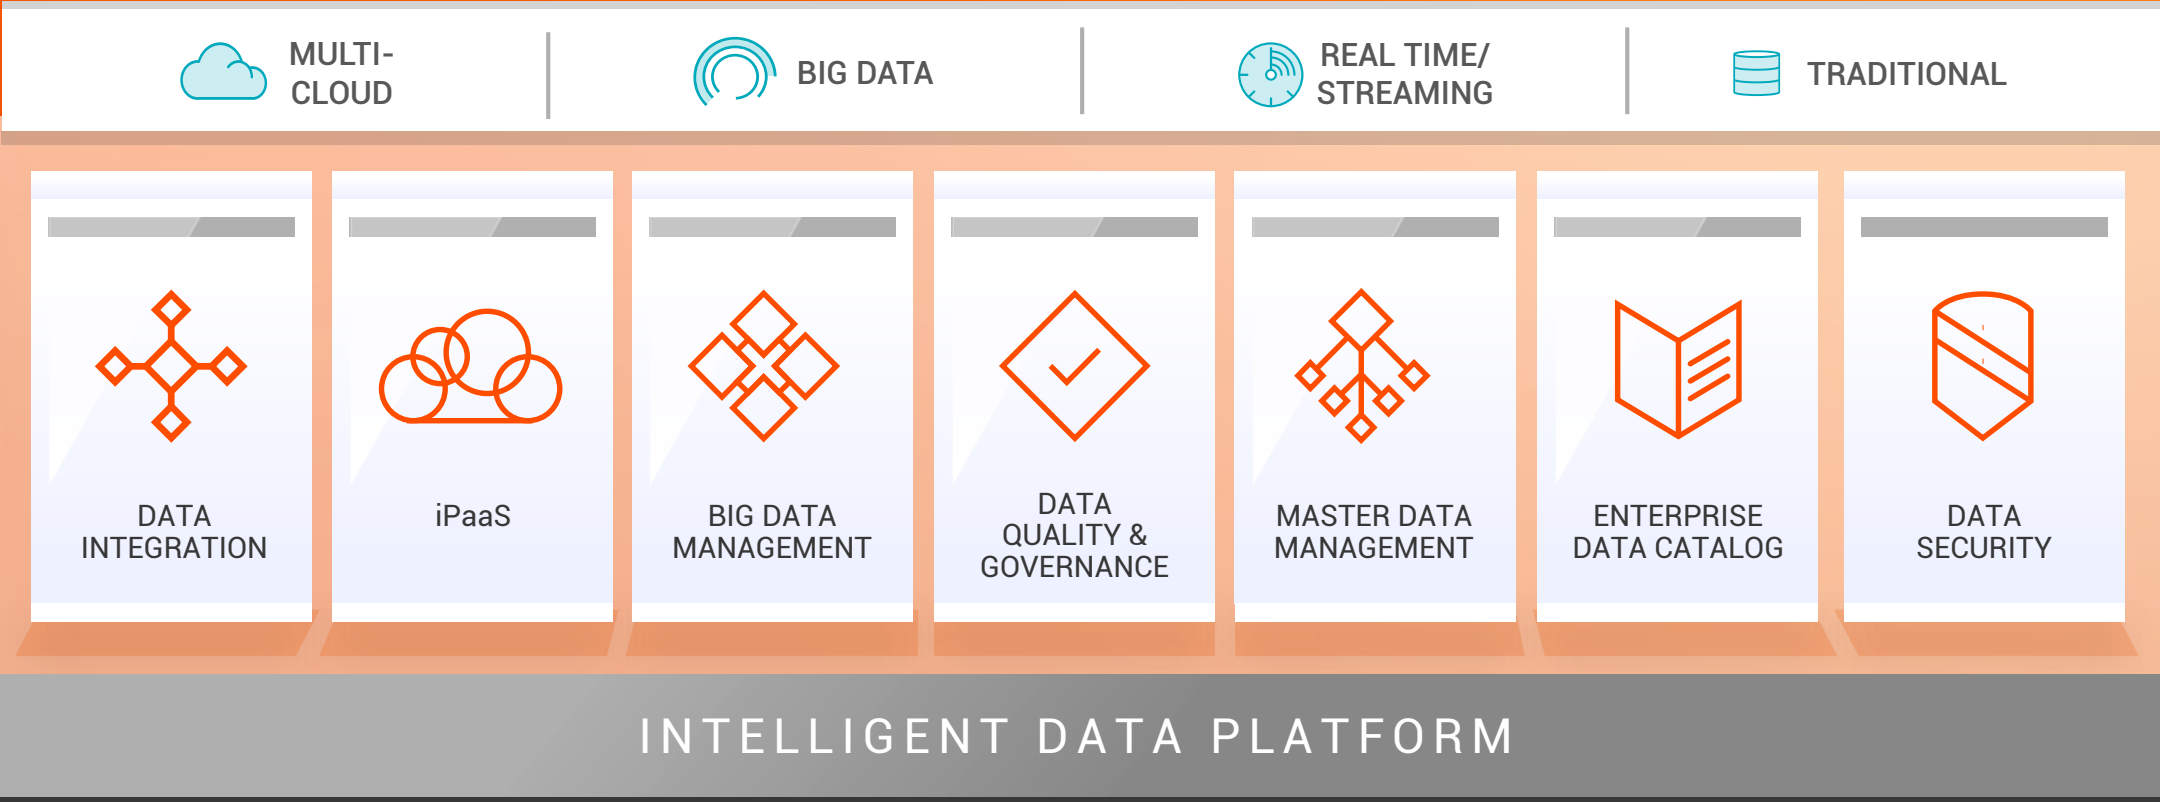 MULTI-
CLOUD
BIG DATA
REAL TIME/
STREAMING
TRADITIONAL
DATA
INTEGRATION
iPaaS
BIG DATA
MANAGEMENT
DATA
QUALITY &
GOVERNANCE
MASTER DATA
MANAGEMENT
ENTERPRISE
DATA CATALOG
DATA
SECURITY
INTELLIGENT DATA PLATFORM